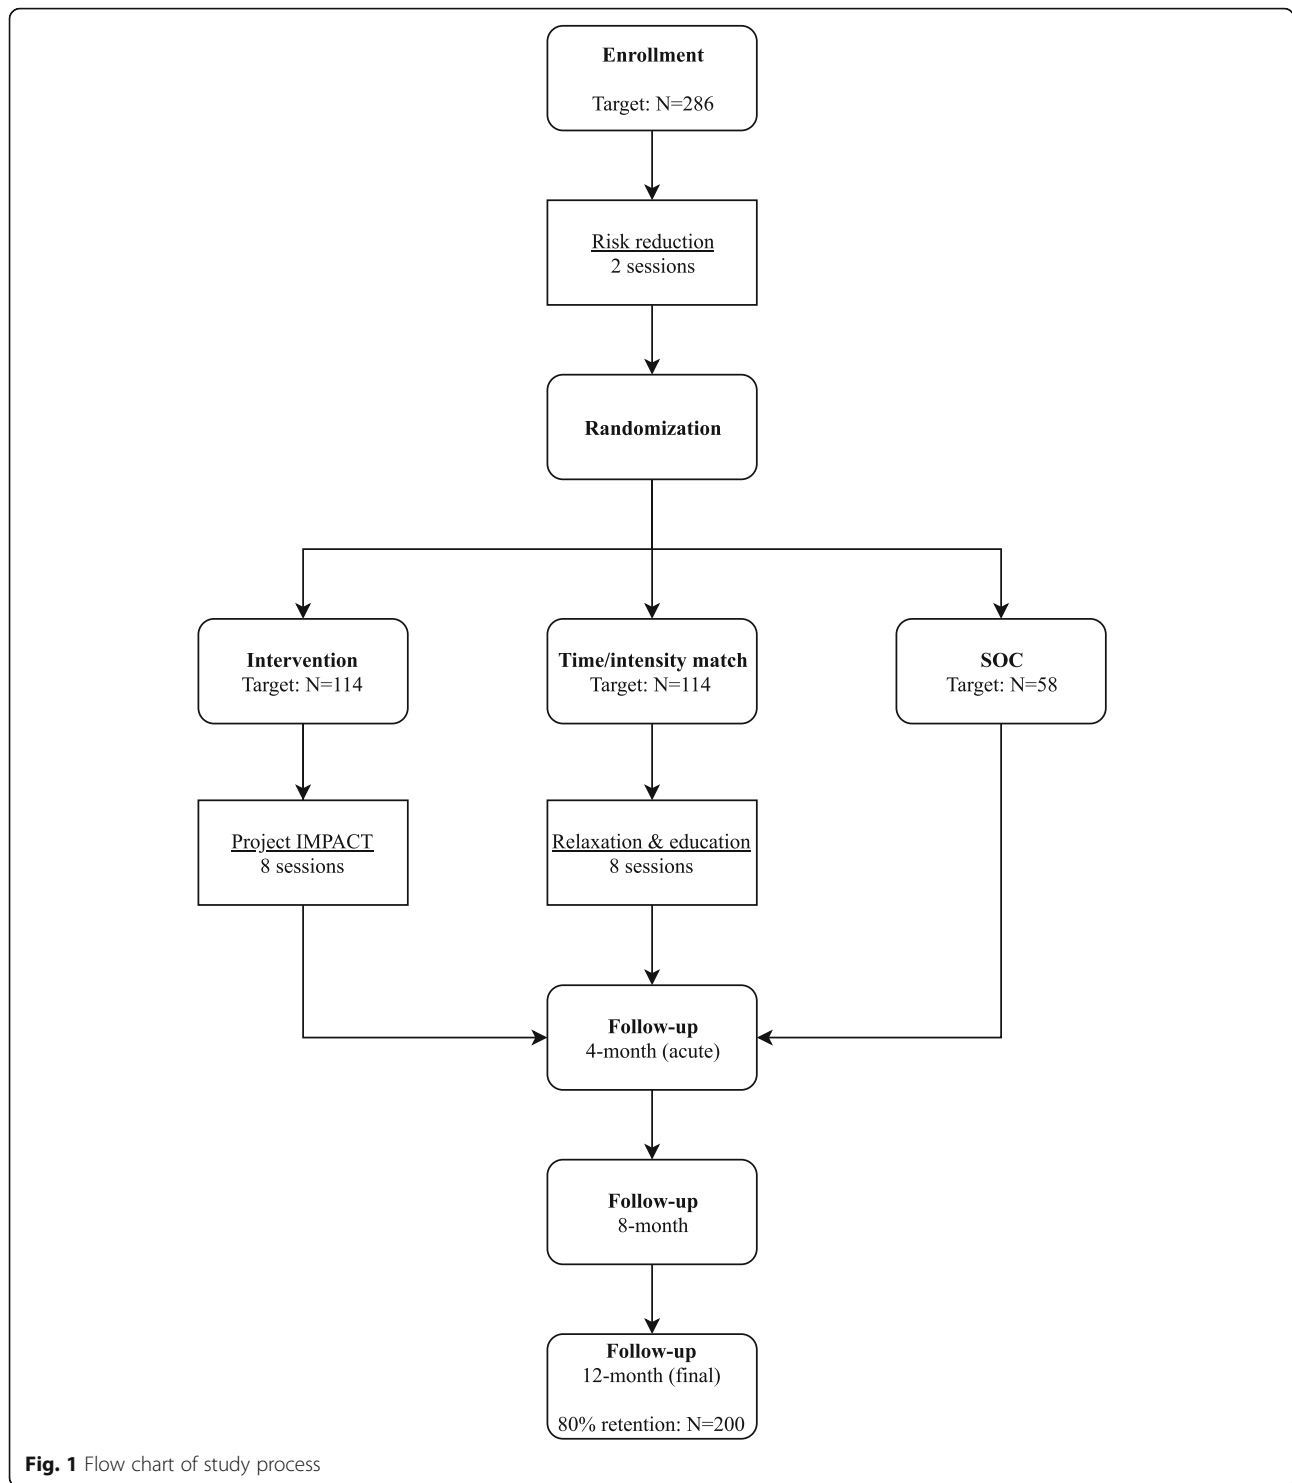 Enrollment
Target: N=286
Risk reduction
2 sessions
Randomization
Intervention
Target: N=114
Time/intensity match
Target: N=114
SOC
Target: N=58
Project IMPACT
8 sessions
Relaxation & education
8 sessions
Follow-up
4-month (acute)
Follow-up
8-month
Follow-up
12-month (final)
80% retention: N=200
Fig. 1 Flow chart of study process